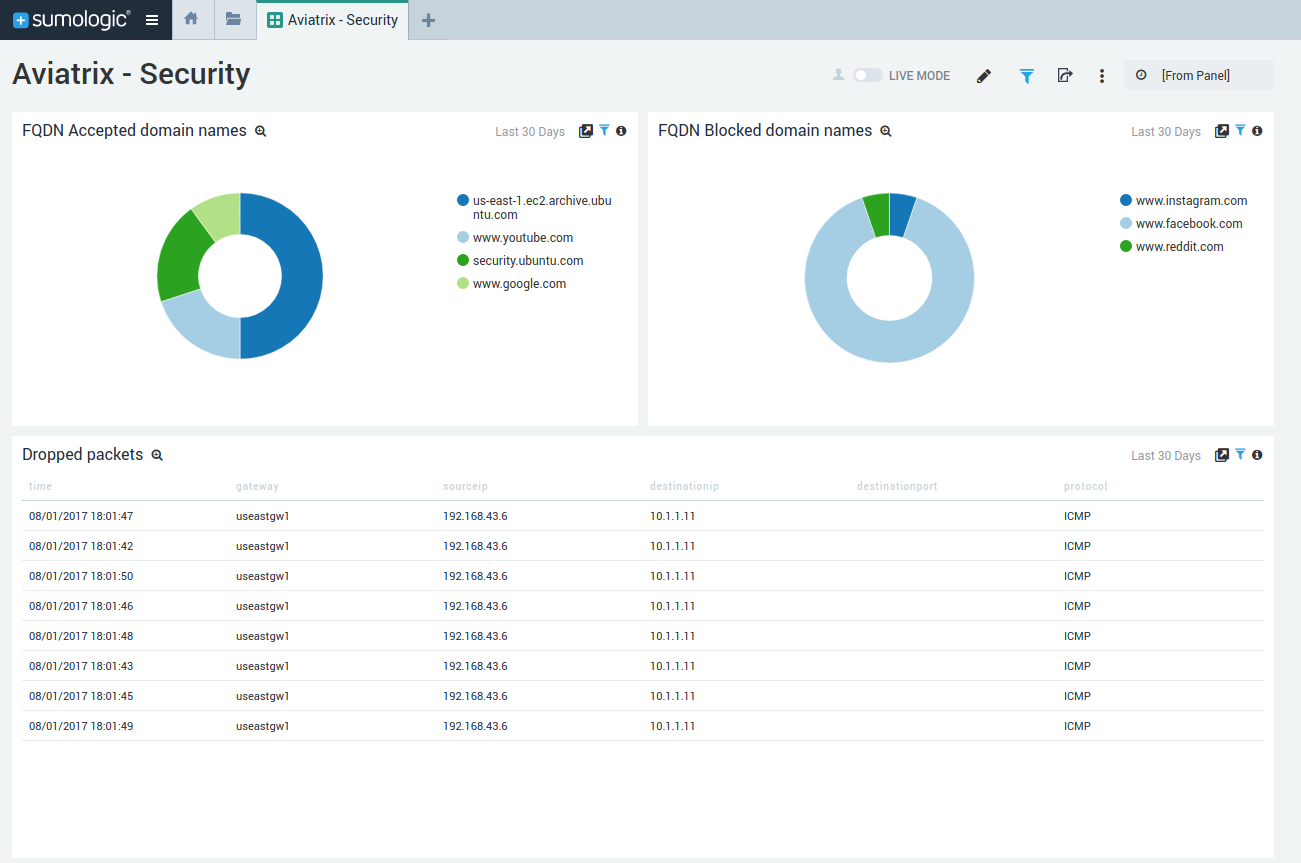 sumologic®
Aviatrix - Security
Aviatrix - Security
LIVE MODE
[From Panel]
FQDN Accepted domain names
Last 30 Days
us-east-1.ec2.archive.ubu
ntu.com
www.youtube.com
security.ubuntu.com
www.google.com
FQDN Blocked domain names
Last 30 Days
www.instagram.com
www.facebook.com
www.reddit.com
Dropped packets
Last 30 Days
time gateway sourceip destinationip destinationport protocol
08/01/2017 18:01:47 useastgw1 192.168.43.6 10.1.1.11 ICMP
08/01/2017 18:01:42 useastgw1 192.168.43.6 10.1.1.11 ICMP
08/01/2017 18:01:50 useastgw1 192.168.43.6 10.1.1.11 ICMP
08/01/2017 18:01:46 useastgw1 192.168.43.6 10.1.1.11 ICMP
08/01/2017 18:01:48 useastgw1 192.168.43.6 10.1.1.11 ICMP
08/01/2017 18:01:43 useastgw1 192.168.43.6 10.1.1.11 ICMP
08/01/2017 18:01:45 useastgw1 192.168.43.6 10.1.1.11 ICMP
08/01/2017 18:01:49 useastgw1 192.168.43.6 10.1.1.11 ICMP